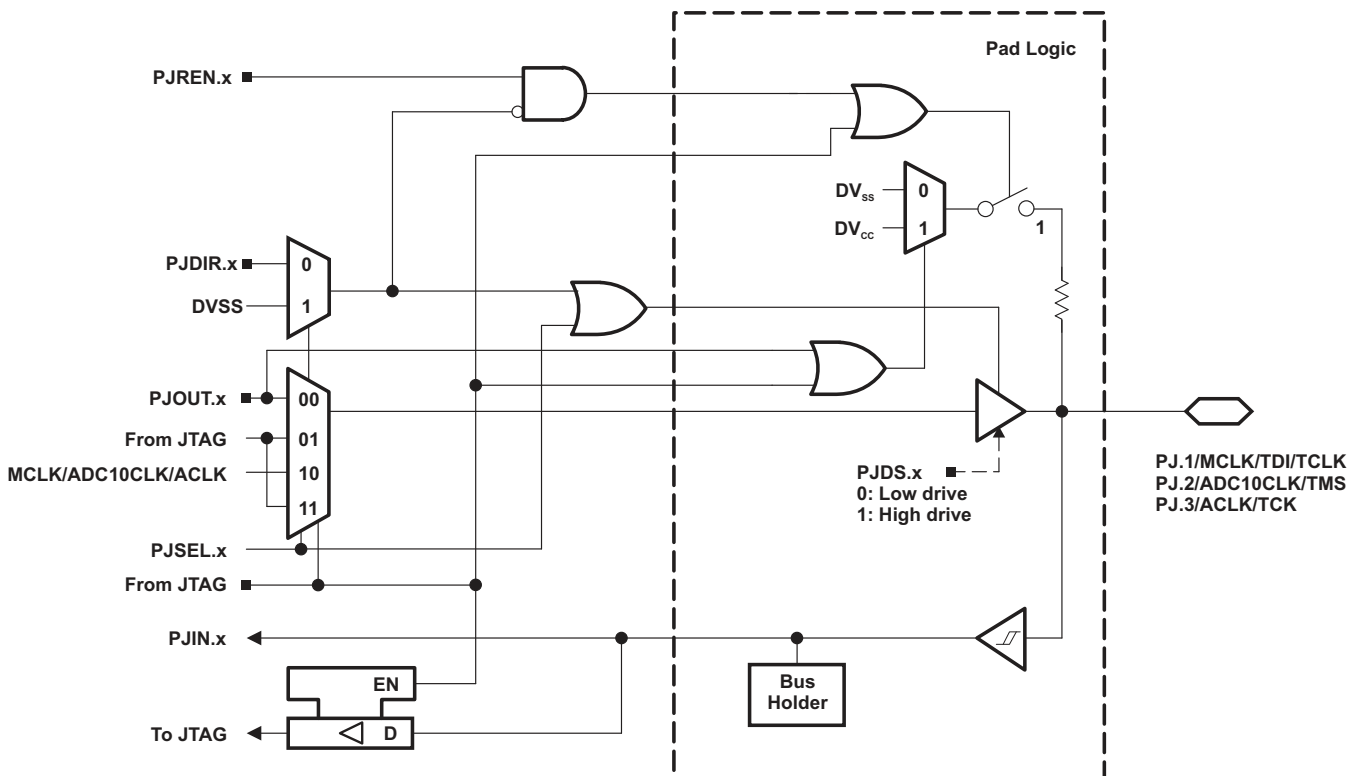 Pad Logic
PJREN.x
DVss
0
DVcc
1
1
PJDIR.x
0
DVSS
1
PJOUT.x
00
From JTAG
01
MCLK/ADC10CLK/ACLK
10
11
PJDS.x
0: Low drive
1: High drive
PJ.1/MCLK/TDI/TCLK
PJ.2/ADC10CLK/TMS
PJ.3/ACLK/TCK
PJSEL.x
From JTAG
PJIN.x
Bus
Holder
EN
D
To JTAG